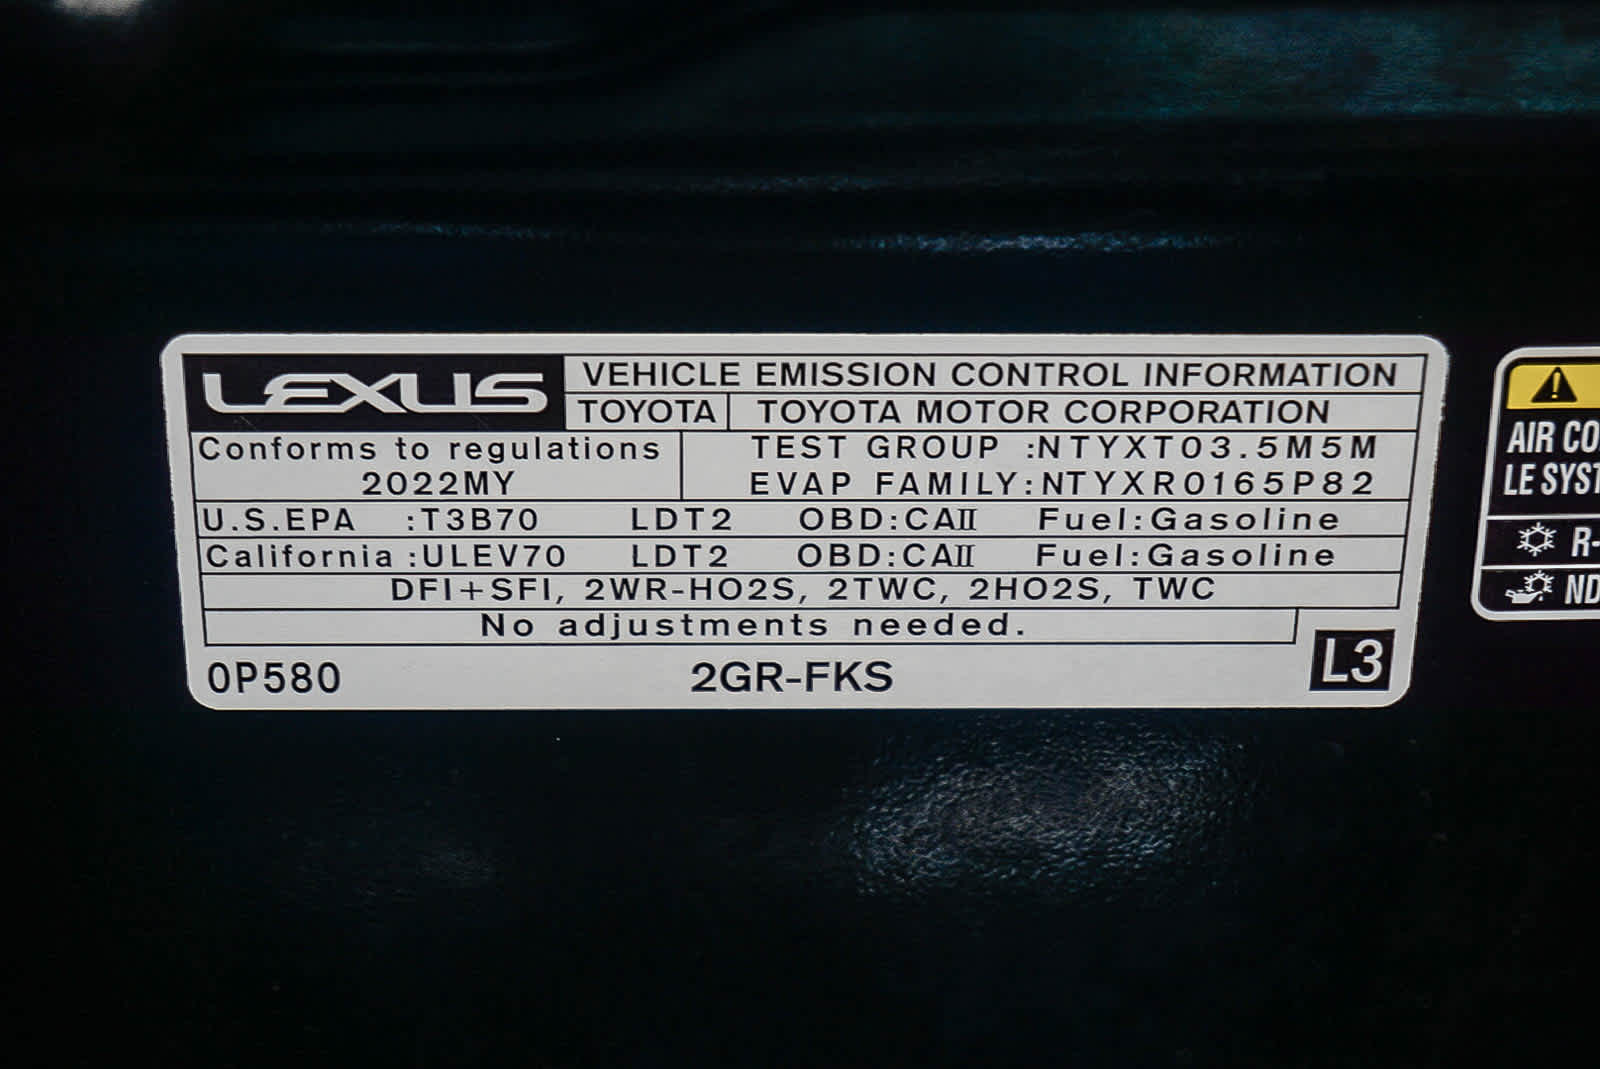 LEXUS
VEHICLE EMISSION CONTROL INFORMATION
TOYOTA TOYOTA MOTOR CORPORATION
Conforms to regulations
2022MY
TEST GROUP :NTYXT03.5M5M
EVAP FAMILY:NTYXR0165P82
U.S.EPA :T3B70 LDT2 OBD:CAII Fuel:Gasoline
California :ULEV70 LDT2 OBD:CAII Fuel:Gasoline
DFI+SFI, 2WR-HO2S, 2TWC, 2HO2S, TWC
No adjustments needed.
0P580 2GR-FKS L3
AIR CO
LE SYST
R-
ND